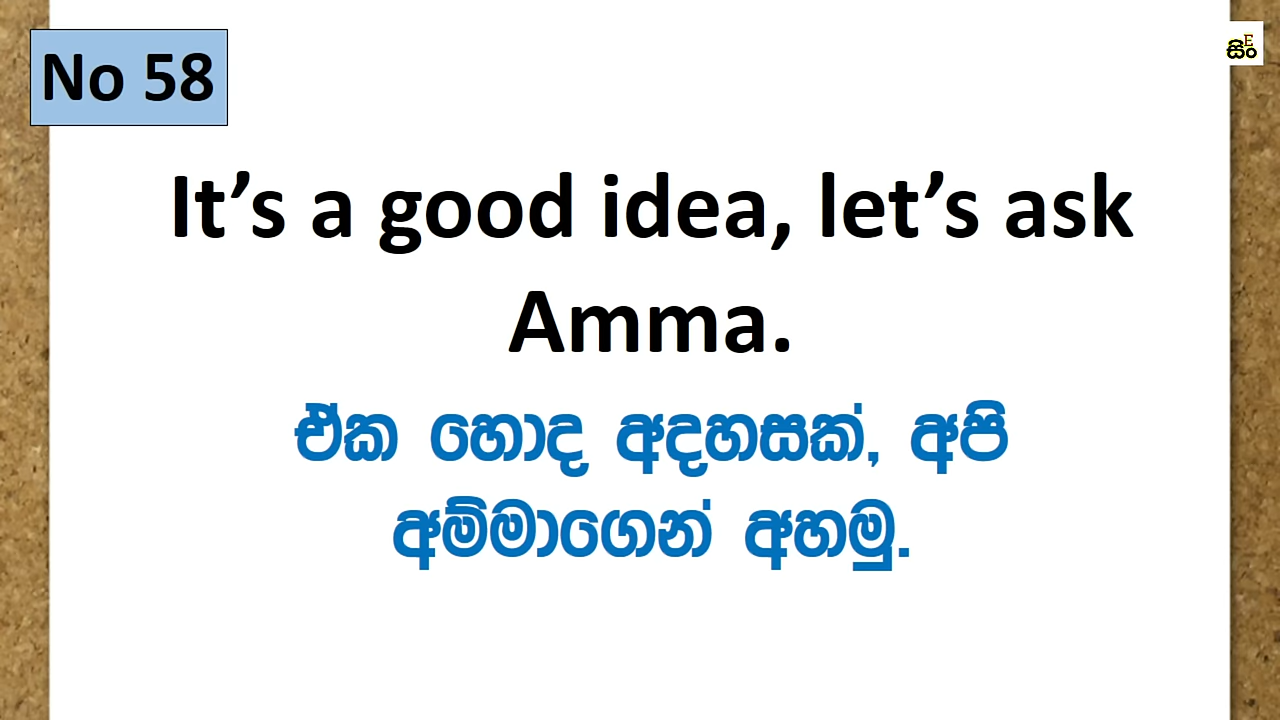 No 58
සිං
E
It’s a good idea, let’s ask
Amma.
ඒක හොද අදහසක්, අපි
අම්මාගෙන් අහමු.